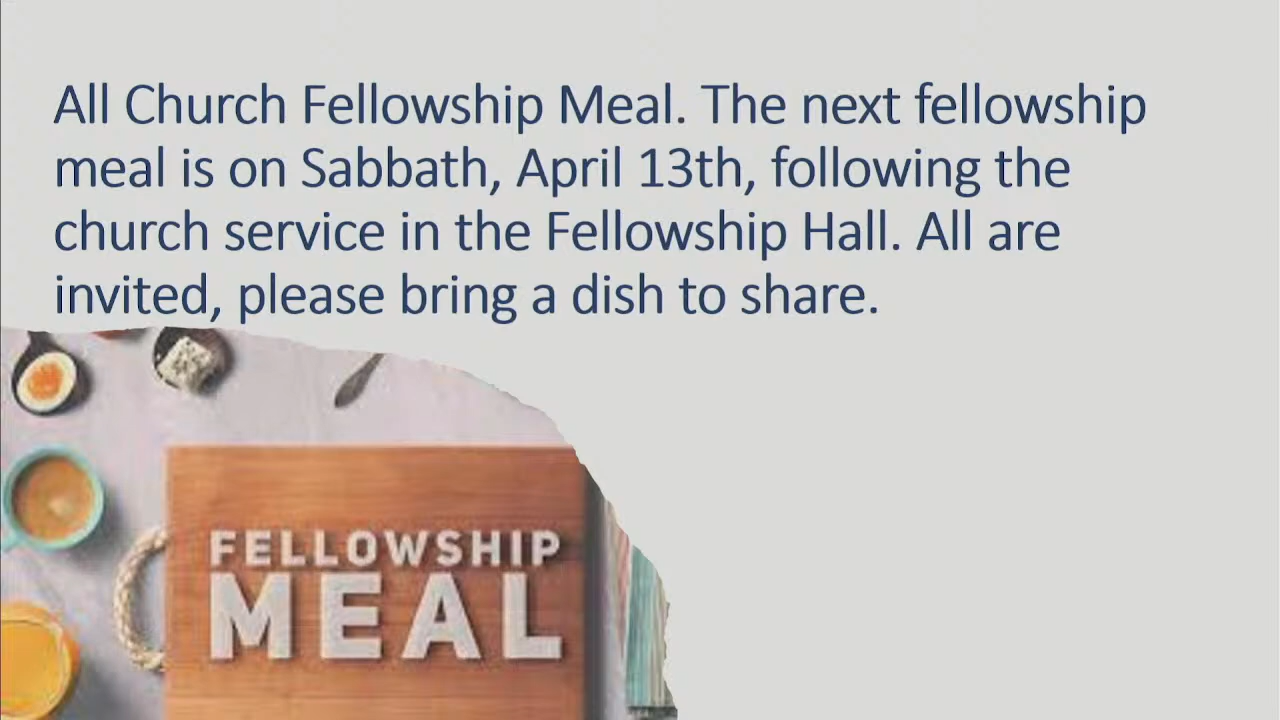 All Church Fellowship Meal. The next fellowship
meal is on Sabbath, April 13th, following the
church service in the Fellowship Hall. All are
invited, please bring a dish to share.
FELLOWSHIP
MEAL